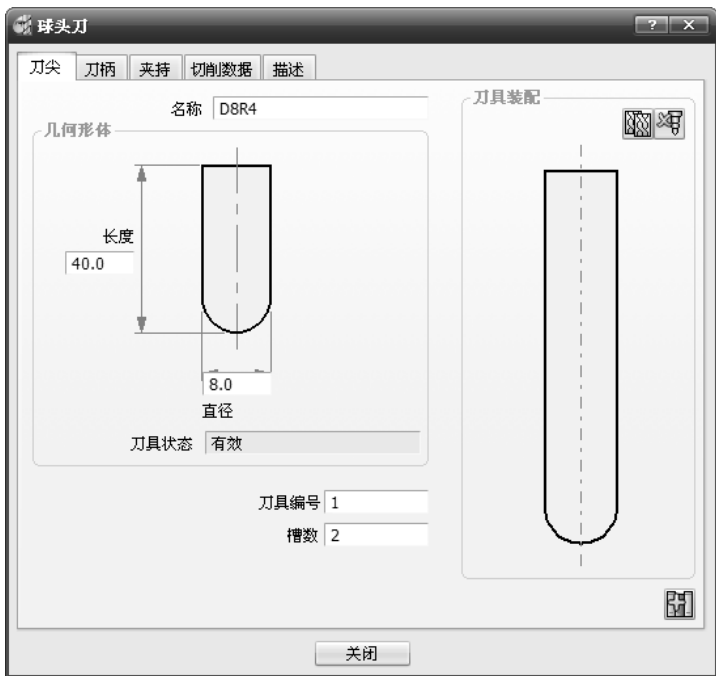 球头刀
刀尖 刀柄 夹持 切削数据 描述
名称 D8R4
几何形体
长度
40.0
8.0
直径
刀具状态 有效
刀具编号 1
槽数 2
刀具装配
关闭